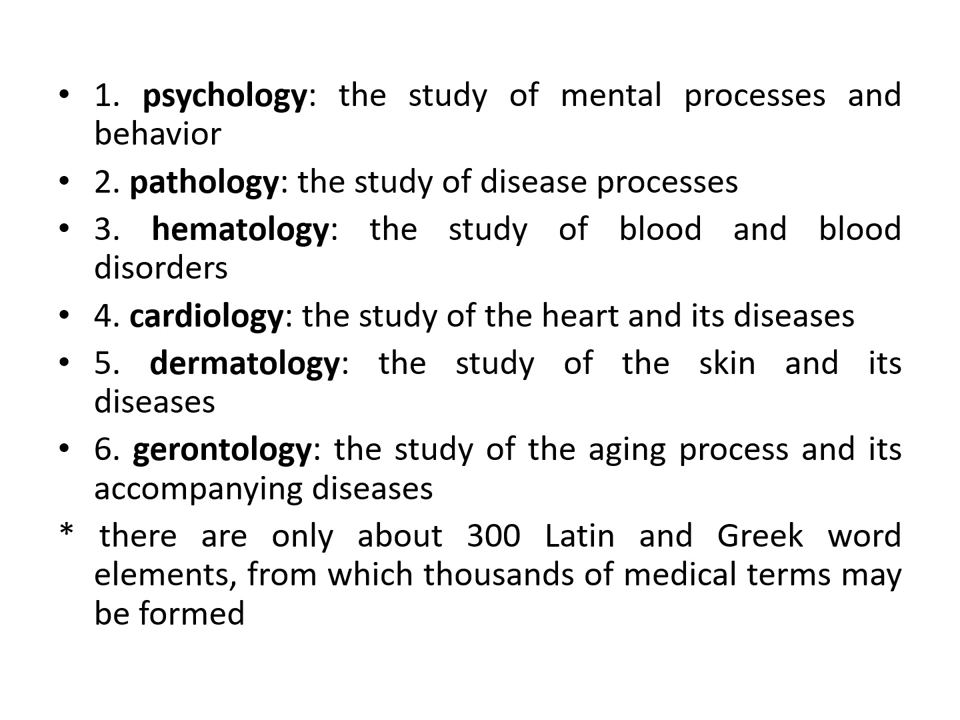 • 1. psychology: the study of mental processes and
behavior
• 2. pathology: the study of disease processes
• 3. hematology: the study of blood and blood
disorders
• 4. cardiology: the study of the heart and its diseases
• 5. dermatology: the study of the skin and its
diseases
• 6. gerontology: the study of the aging process and its
accompanying diseases
* there are only about 300 Latin and Greek word
elements, from which thousands of medical terms may
be formed